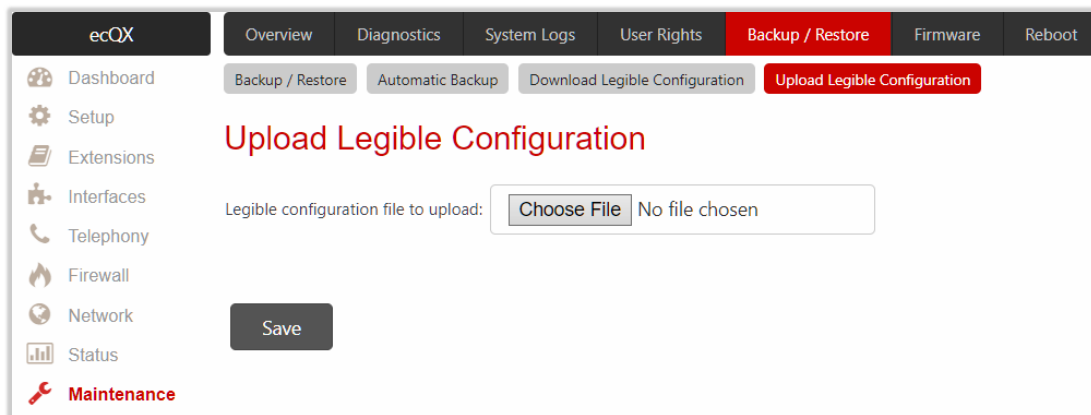 ecQX
Overview Diagnostics System Logs User Rights Backup / Restore Firmware Reboot
Dashboard
Setup
Extensions
Interfaces
Telephony
Firewall
Network
Status
Maintenance
Backup / Restore Automatic Backup Download Legible Configuration Upload Legible Configuration
Upload Legible Configuration
Legible configuration file to upload: Choose File No file chosen
Save